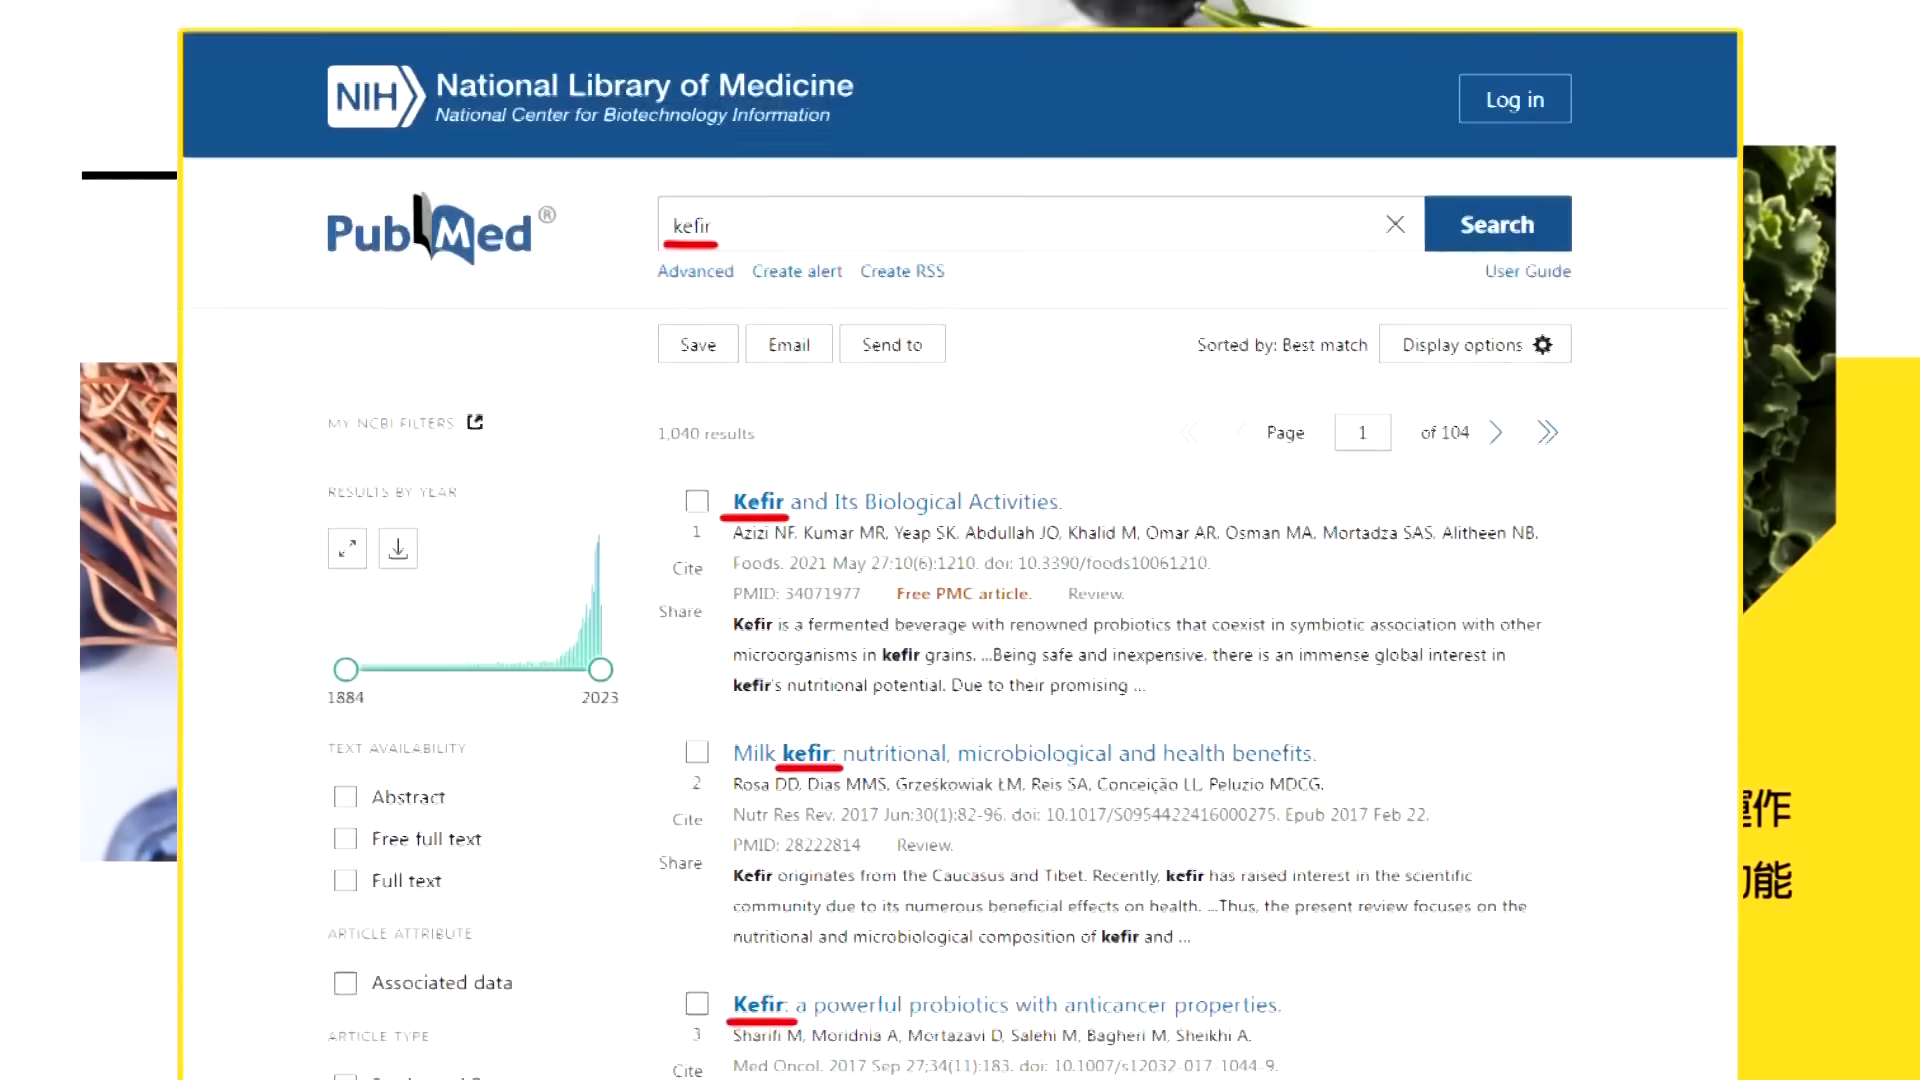 NIH National Library of Medicine
National Center for Biotechnology Information
Log in
PubMed®
kefir
Search
Advanced Create alert Create RSS
User Guide
Save Email Send to
Sorted by: Best match
Display options
MY NCBI FILTERS
1,040 results
Page 1 of 104
RESULTS BY YEAR
1884 2023
TEXT AVAILABILITY
Abstract
Free full text
Full text
ARTICLE ATTRIBUTE
Associated data
ARTICLE TYPE
Kefir and Its Biological Activities.
1
Azizi NF, Kumar MR, Yeap SK, Abdullah JO, Khalid M, Omar AR, Osman MA, Mortadza SAS, Alitheen NB.
Cite
Foods. 2021 May 27;10(6):1210. doi: 10.3390/foods10061210.
PMID: 34071977 Free PMC article. Review.
Share
Kefir is a fermented beverage with renowned probiotics that coexist in symbiotic association with other
microorganisms in kefir grains. ...Being safe and inexpensive, there is an immense global interest in
kefir's nutritional potential. Due to their promising ...
Milk kefir: nutritional, microbiological and health benefits.
2
Rosa DD, Dias MMS, Grześkowiak ŁM, Reis SA, Conceição LL, Peluzio MDCG.
Cite
Nutr Res Rev. 2017 Jun;30(1):82-96. doi: 10.1017/S0954422416000275. Epub 2017 Feb 22.
PMID: 28222814 Review.
Share
Kefir originates from the Caucasus and Tibet. Recently, kefir has raised interest in the scientific
community due to its numerous beneficial effects on health. ...Thus, the present review focuses on the
nutritional and microbiological composition of kefir and ...
Kefir: a powerful probiotics with anticancer properties.
3
Sharifi M, Moridnia A, Mortazavi D, Salehi M, Bagheri M, Sheikhi A.
Cite
Med Oncol. 2017 Sep 27;34(11):183. doi: 10.1007/s12032-017-1044-9.
運作
功能